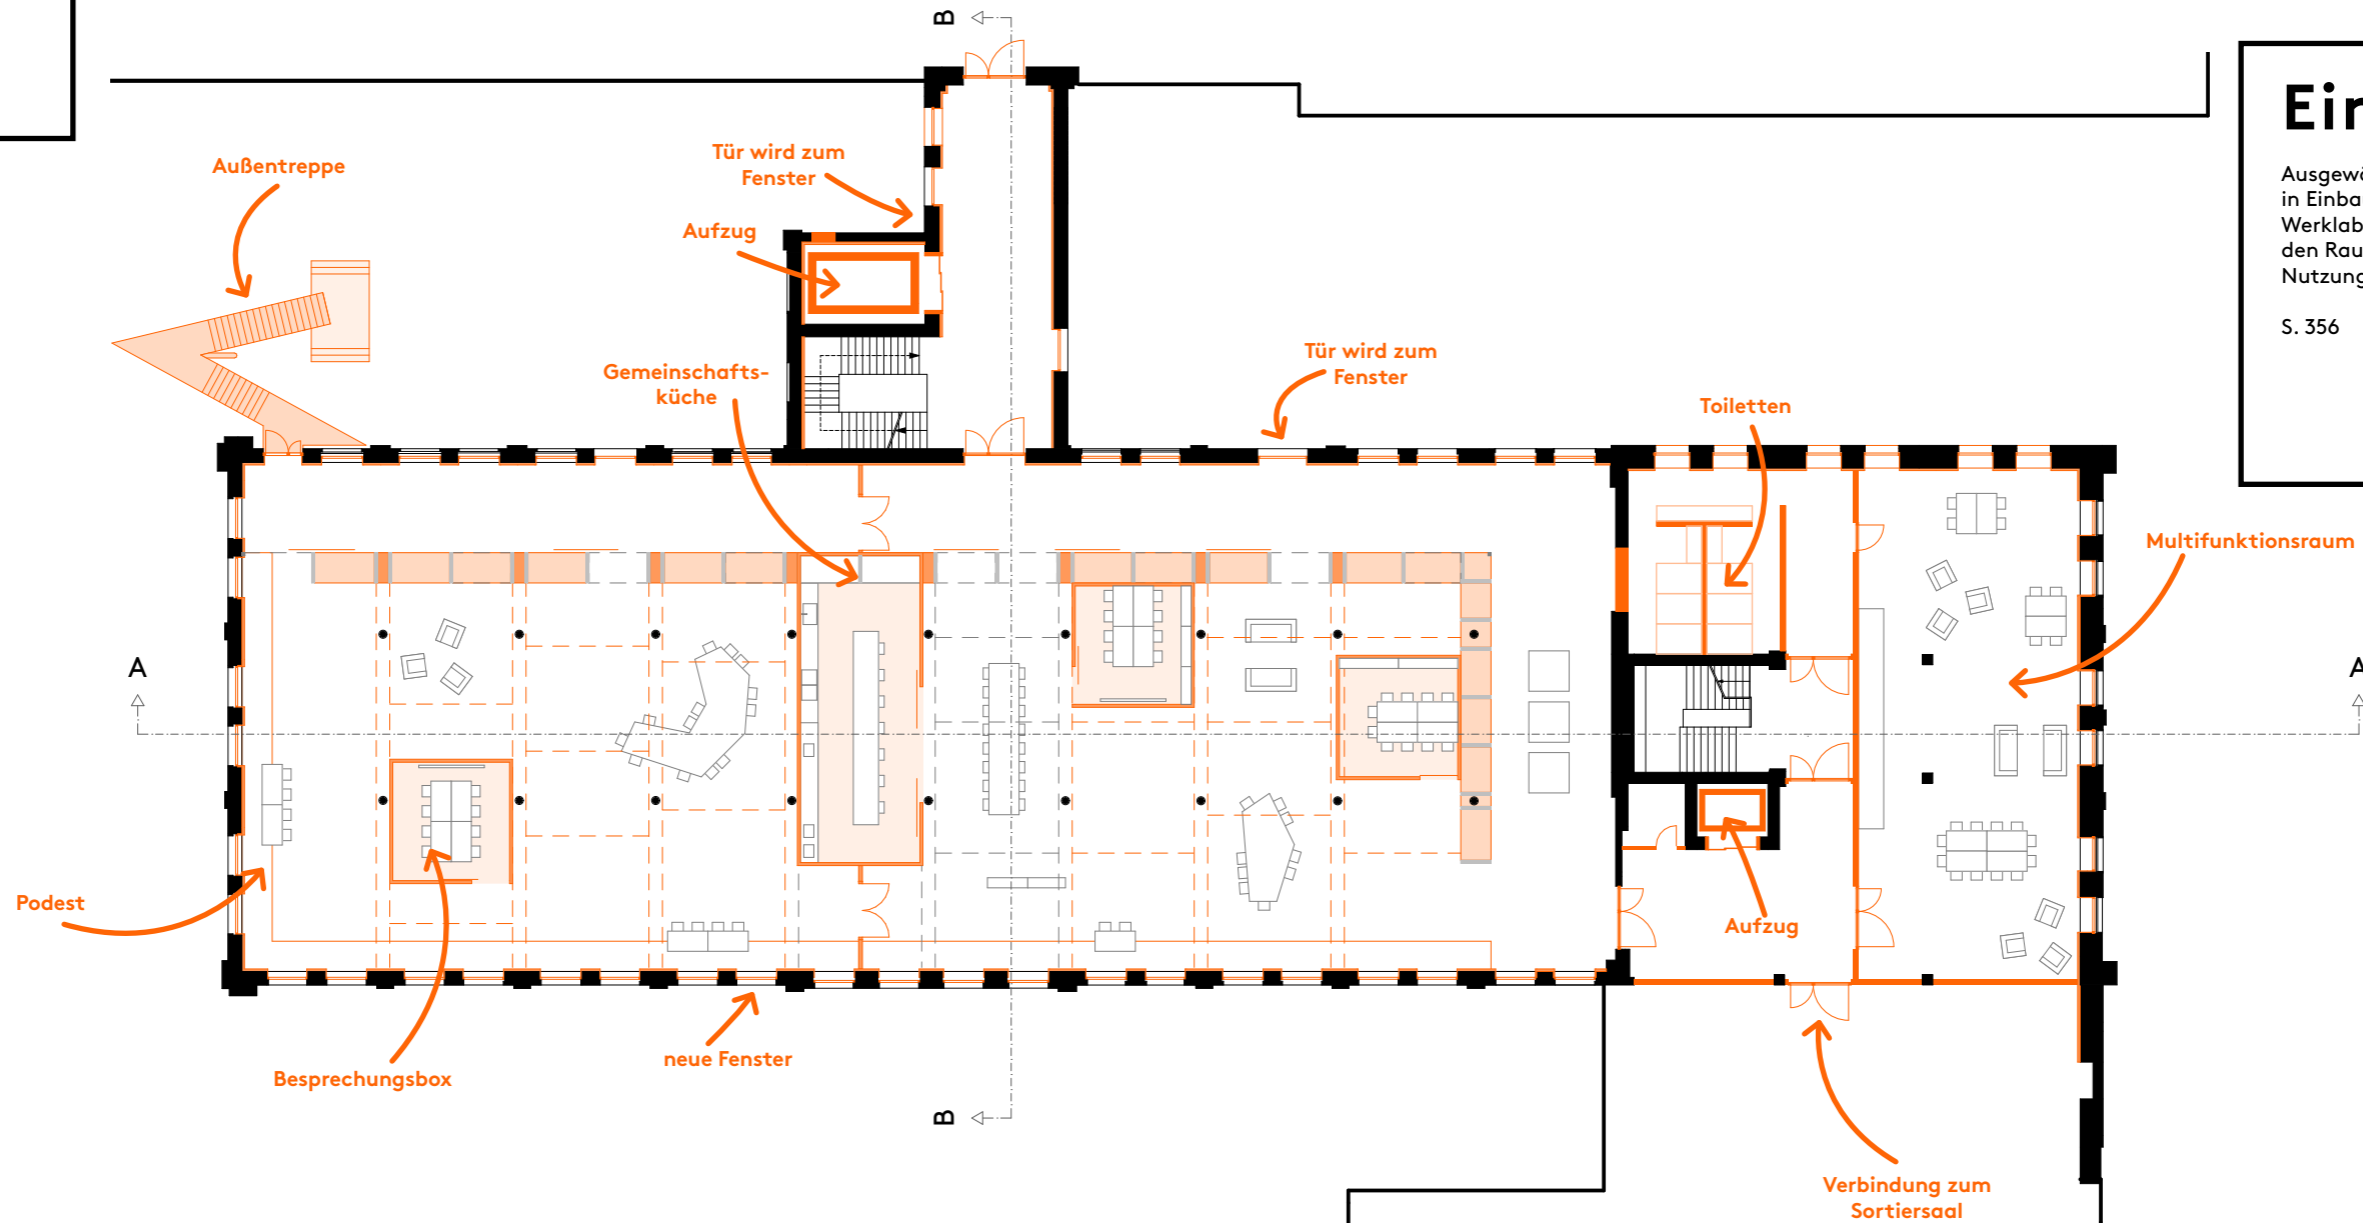 B
Außentreppe
Tür wird zum
Fenster
Aufzug
Gemeinschafts-
küche
Tür wird zum
Fenster
Toiletten
Multifunktionsraum
A
A
Podest
Besprechungsbox
neue Fenster
Aufzug
B
Verbindung zum
Sortiersaal
Ausgewä
in Einba
Werklab
den Rau
Nutzung
S. 356